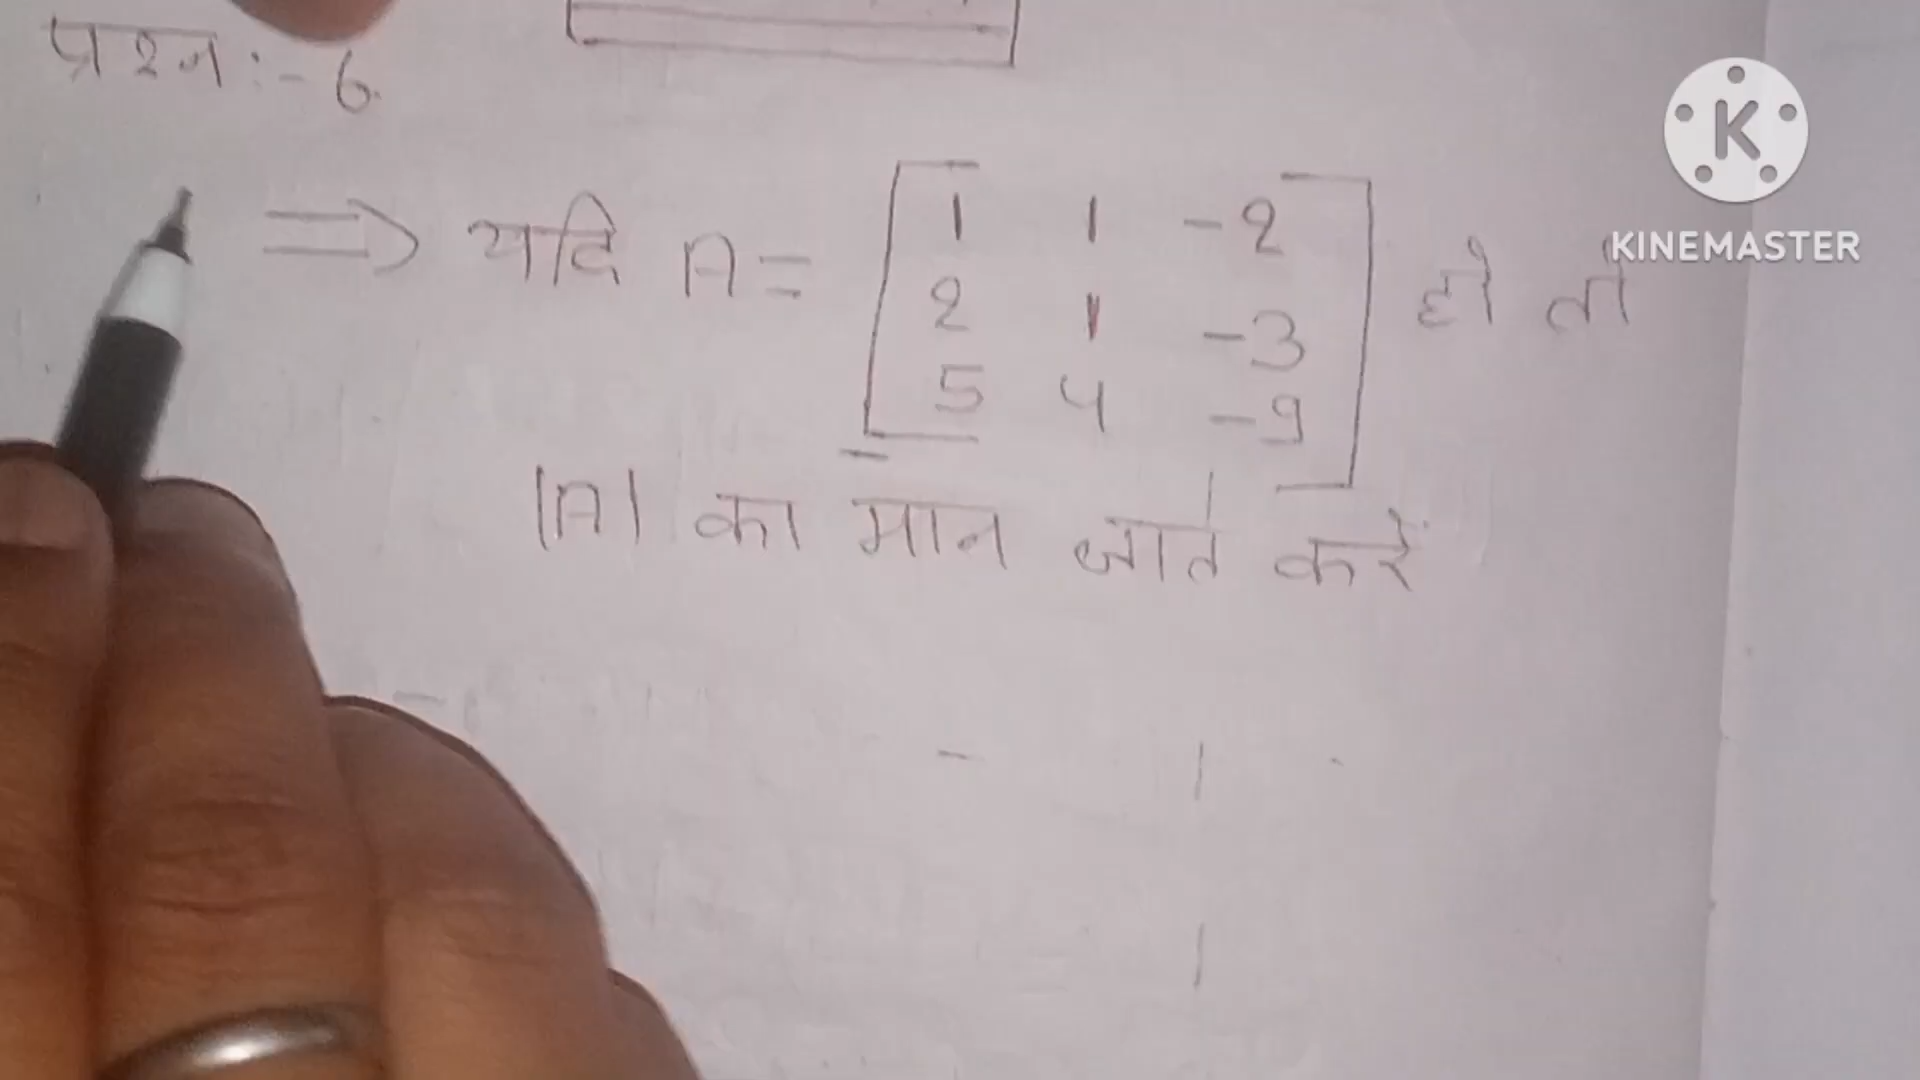 प्रश्न :- 6.
⇒ यदि A = [1 1 -2
2 1 -3
5 4 -9] हो तो
|A| का मान ज्ञात करें
K
KINEMASTER